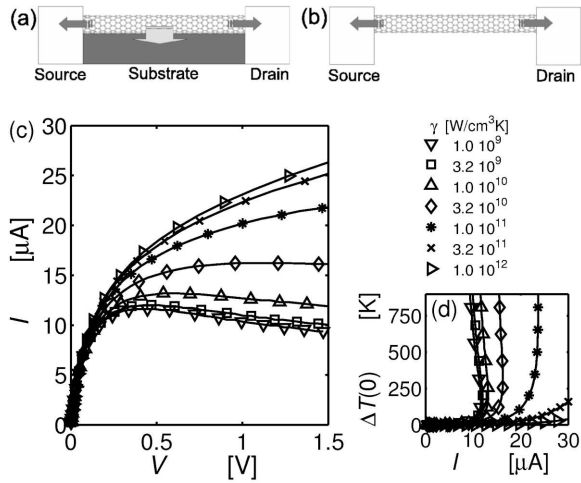 (a)
(b)
Source
Substrate
Drain
Source
Drain
(c)
30
25
20
15
10
5
0
I
[μA]
0
0.5
1.0
1.5
V
[V]
γ [W/cm³K]
1.0 10⁹
3.2 10⁹
1.0 10¹⁰
3.2 10¹⁰
1.0 10¹¹
3.2 10¹¹
1.0 10¹²
(d)
ΔT(0)
[K]
750
500
250
0
0
10
20
30
I
[μA]